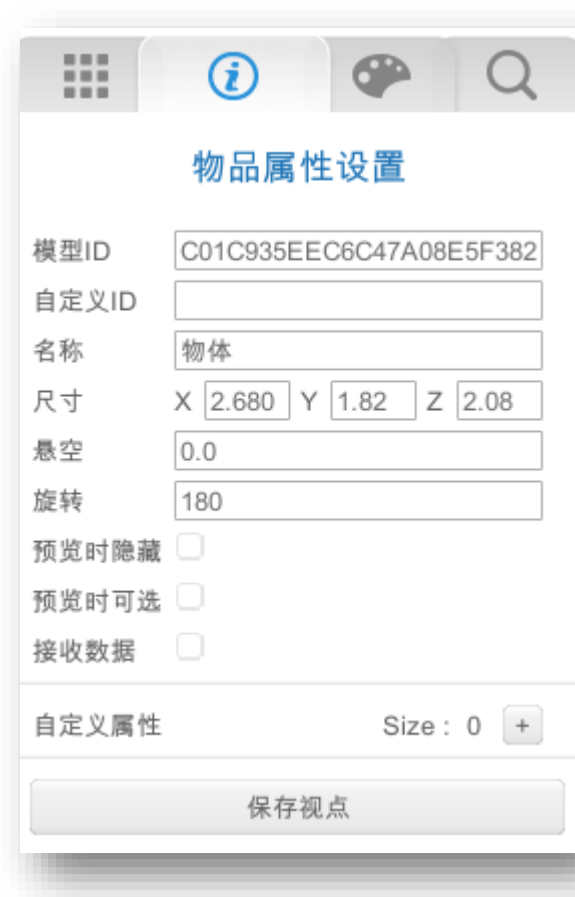 物品属性设置
模型ID C01C935EEC6C47A08E5F382
自定义ID
名称 物体
尺寸 X 2.680 Y 1.82 Z 2.08
悬空 0.0
旋转 180
预览时隐藏
预览时可选
接收数据
自定义属性 Size : 0 +
保存视点